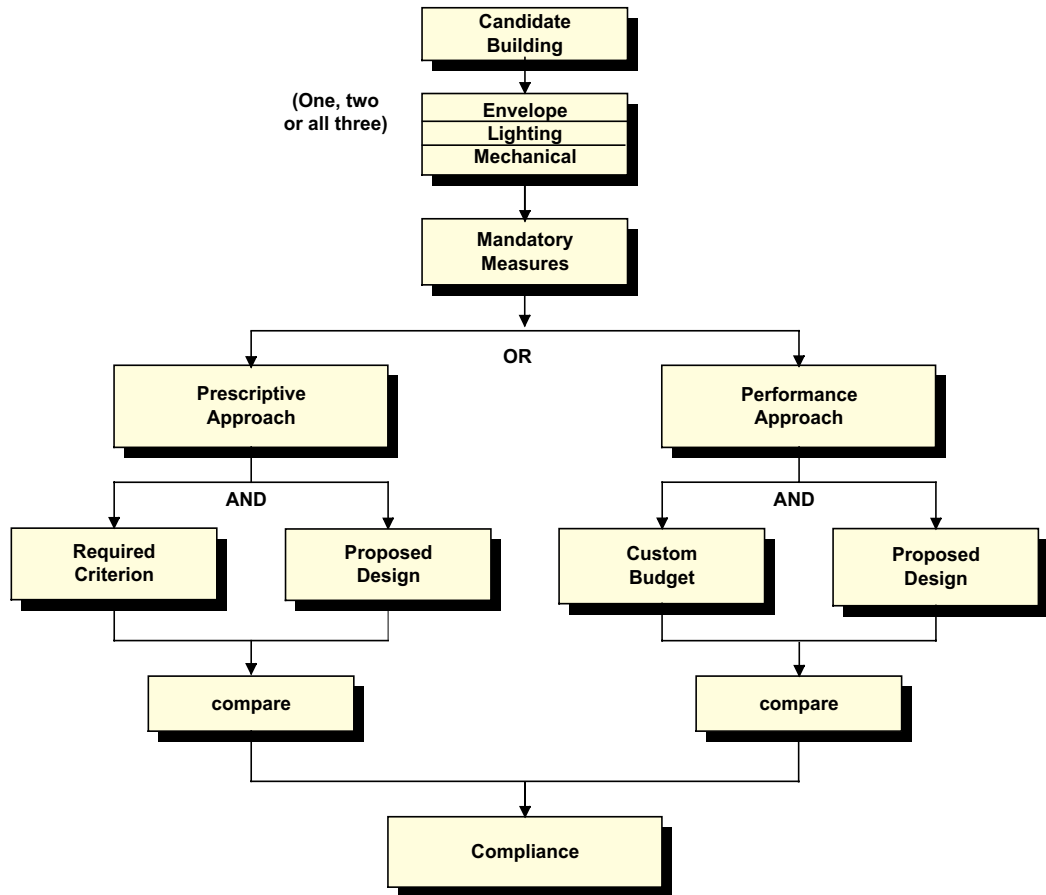 Candidate
Building
(One, two
or all three)
Envelope
Lighting
Mechanical
Mandatory
Measures
OR
Prescriptive
Approach
Performance
Approach
AND
AND
Required
Criterion
Proposed
Design
Custom
Budget
Proposed
Design
compare
compare
Compliance